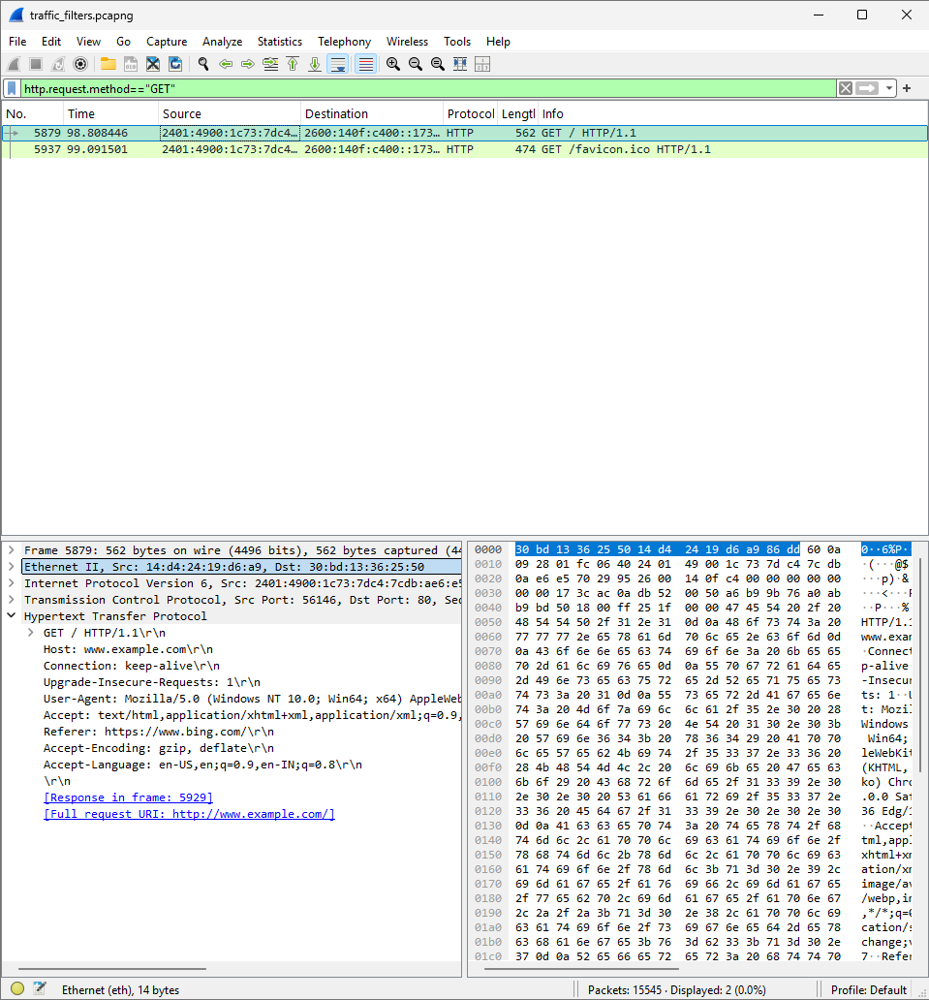 traffic_filters.pcapng
File Edit View Go Capture Analyze Statistics Telephony Wireless Tools Help
http.request.method=="GET"
No. Time Source Destination Protocol Lengtl Info
5879 98.808446 2401:4900:1c73:7dc4… 2600:140f:c400::173… HTTP 562 GET / HTTP/1.1
5937 99.091501 2401:4900:1c73:7dc4… 2600:140f:c400::173… HTTP 474 GET /favicon.ico HTTP/1.1
Frame 5879: 562 bytes on wire (4496 bits), 562 bytes captured (44
Ethernet II, Src: 14:d4:24:19:d6:a9, Dst: 30:bd:13:36:25:50
Internet Protocol Version 6, Src: 2401:4900:1c73:7dc4:7cdb:ae6:e5
Transmission Control Protocol, Src Port: 56146, Dst Port: 80, Sec
Hypertext Transfer Protocol
GET / HTTP/1.1\r\n
Host: www.example.com\r\n
Connection: keep-alive\r\n
Upgrade-Insecure-Requests: 1\r\n
User-Agent: Mozilla/5.0 (Windows NT 10.0; Win64; x64) AppleWeb
Accept: text/html,application/xhtml+xml,application/xml;q=0.9,
Referer: https://www.bing.com/\r\n
Accept-Encoding: gzip, deflate\r\n
Accept-Language: en-US,en;q=0.9,en-IN;q=0.8\r\n
\r\n
[Response in frame: 5929]
[Full request URI: http://www.example.com/]
0000 30 bd 13 36 25 50 14 d4 24 19 d6 a9 86 dd 60 0a 0··6%P·
0010 09 28 01 fc 06 40 24 01 49 00 1c 73 7d c4 7c db ·(···@$
0020 0a e6 e5 70 29 95 26 00 14 0f c4 00 00 00 00 00 ···p)·&
0030 00 00 17 3c ac 0a db 52 00 50 a6 b9 9b 76 a0 ab ···<···R
0040 b9 bd 50 18 00 ff 25 1f 00 00 47 45 54 20 2f 20 ··P···%
0050 48 54 54 50 2f 31 2e 31 0d 0a 48 6f 73 74 3a 20 HTTP/1.1
0060 77 77 77 2e 65 78 61 6d 70 6c 65 2e 63 6f 6d 0d www.exam
0070 0a 43 6f 6e 6e 65 63 74 69 6f 6e 3a 20 6b 65 65 ·Connect
0080 70 2d 61 6c 69 76 65 0d 0a 55 70 67 72 61 64 65 p-alive·
0090 2d 49 6e 73 65 63 75 72 65 2d 52 65 71 75 65 73 -Insecur
00a0 74 73 3a 20 31 0d 0a 55 73 65 72 2d 41 67 65 6e ts: 1··U
00b0 74 3a 20 4d 6f 7a 69 6c 6c 61 2f 35 2e 30 20 28 t: Mozil
00c0 57 69 6e 64 6f 77 73 20 4e 54 20 31 30 2e 30 3b Windows
00d0 20 57 69 6e 36 34 3b 20 78 36 34 29 20 41 70 70 Win64;
00e0 6c 65 57 65 62 4b 69 74 2f 35 33 37 2e 33 36 20 leWebKit
00f0 28 4b 48 54 4d 4c 2c 20 6c 69 6b 65 20 47 65 63 (KHTML,
0100 6b 6f 29 20 43 68 72 6f 6d 65 2f 31 33 39 2e 30 ko) Chro
0110 2e 30 2e 30 20 53 61 66 61 72 69 2f 35 33 37 2e .0.0 Saf
0120 33 36 20 45 64 67 2f 31 33 39 2e 30 2e 30 2e 30 36 Edg/1
0130 0d 0a 41 63 63 65 70 74 3a 20 74 65 78 74 2f 68 ··Accept
0140 74 6d 6c 2c 61 70 70 6c 69 63 61 74 69 6f 6e 2f tml,appl
0150 78 68 74 6d 6c 2b 78 6d 6c 2c 61 70 70 6c 69 63 xhtml+xm
0160 61 74 69 6f 6e 2f 78 6d 6c 3b 71 3d 30 2e 39 2c ation/xm
0170 69 6d 61 67 65 2f 61 76 69 66 2c 69 6d 61 67 65 image/av
0180 2f 77 65 62 70 2c 69 6d 61 67 65 2f 61 70 6e 67 /webp,im
0190 2c 2a 2f 2a 3b 71 3d 30 2e 38 2c 61 70 70 6c 69 ,*/*;q=0
01a0 63 61 74 69 6f 6e 2f 73 69 67 6e 65 64 2d 65 78 cation/s
01b0 63 68 61 6e 67 65 3b 76 3d 62 33 3b 71 3d 30 2e change;v
01c0 37 0d 0a 52 65 66 65 72 65 72 3a 20 68 74 74 70 7··Refer
Ethernet (eth), 14 bytes
Packets: 15545 · Displayed: 2 (0.0%)
Profile: Default